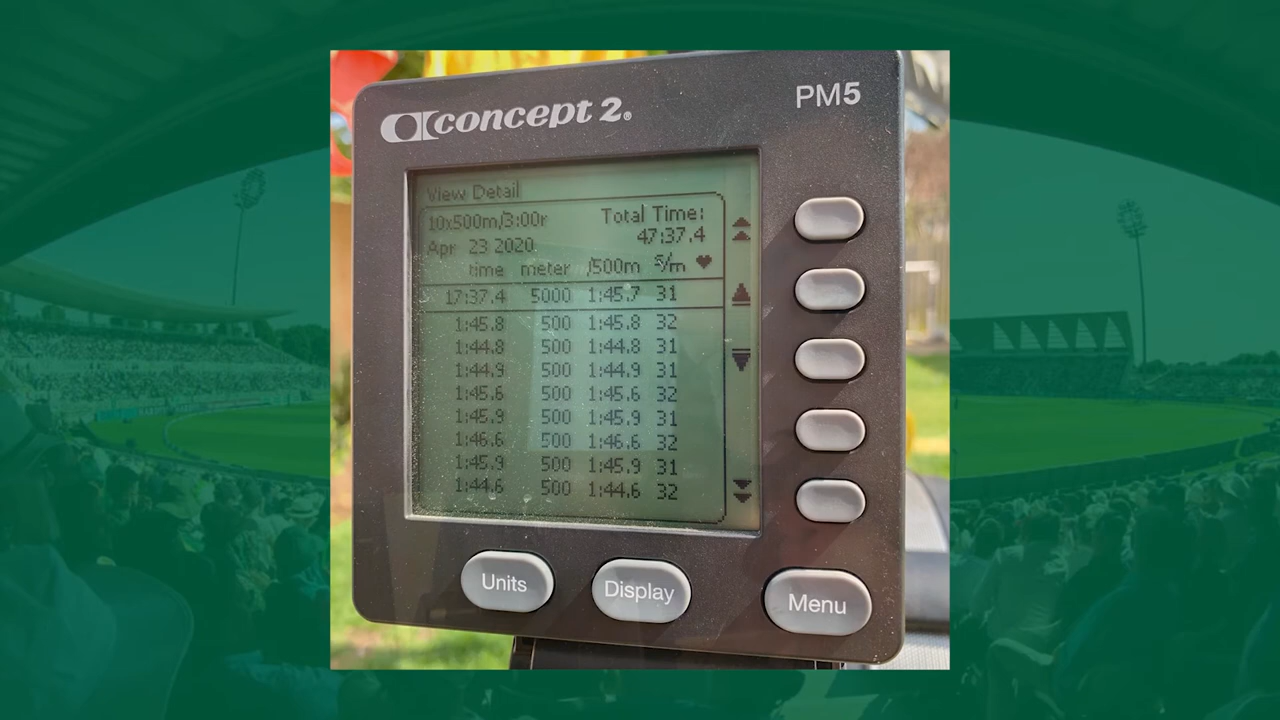 concept 2®
PM5
View Detail
10x500m/3:00r Total Time:
Apr 23 2020 47:37.4
time meter /500m s/m ♥
17:37.4 5000 1:45.7 31
1:45.8 500 1:45.8 32
1:44.8 500 1:44.8 31
1:44.9 500 1:44.9 31
1:45.6 500 1:45.6 32
1:45.9 500 1:45.9 31
1:46.6 500 1:46.6 32
1:45.9 500 1:45.9 31
1:44.6 500 1:44.6 32
Units Display Menu